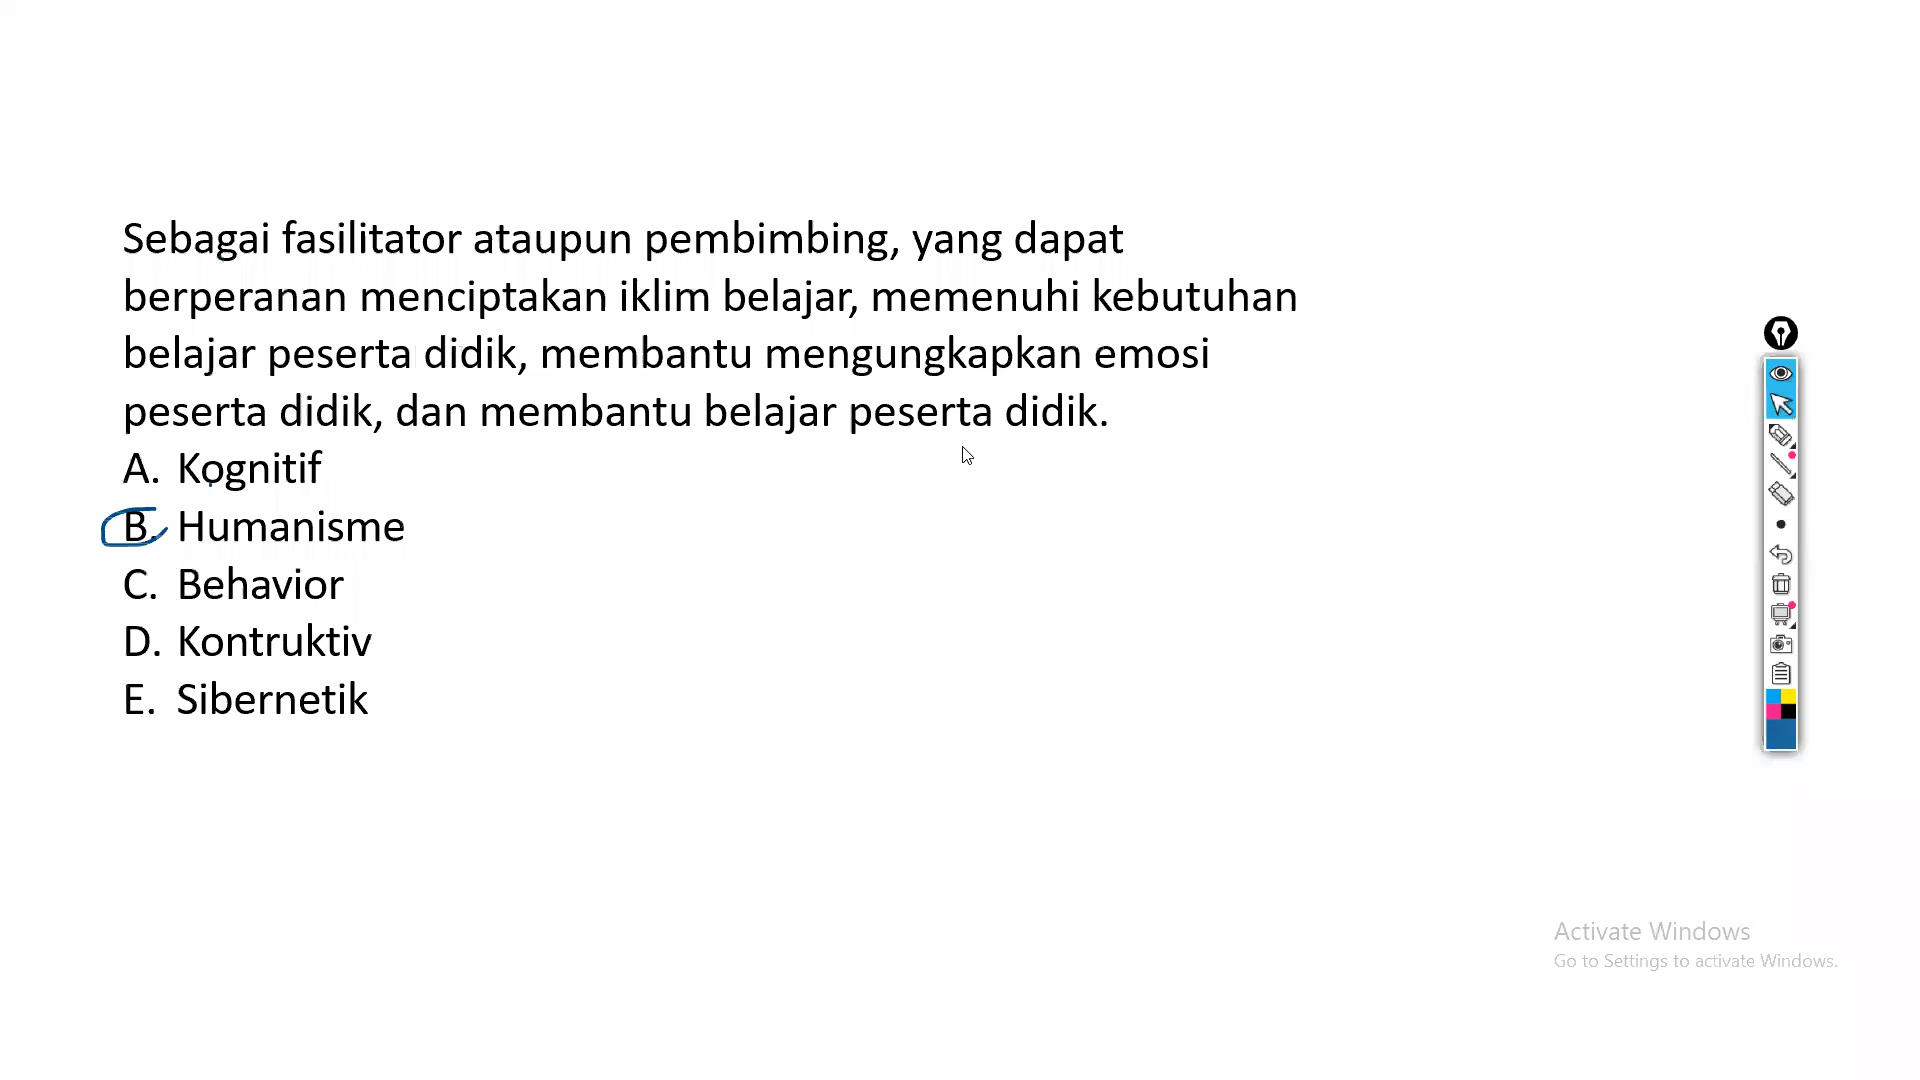 Sebagai fasilitator ataupun pembimbing, yang dapat
berperanan menciptakan iklim belajar, memenuhi kebutuhan
belajar peserta didik, membantu mengungkapkan emosi
peserta didik, dan membantu belajar peserta didik.
A. Kognitif
B. Humanisme
C. Behavior
D. Kontruktiv
E. Sibernetik
Activate Windows
Go to Settings to activate Windows.